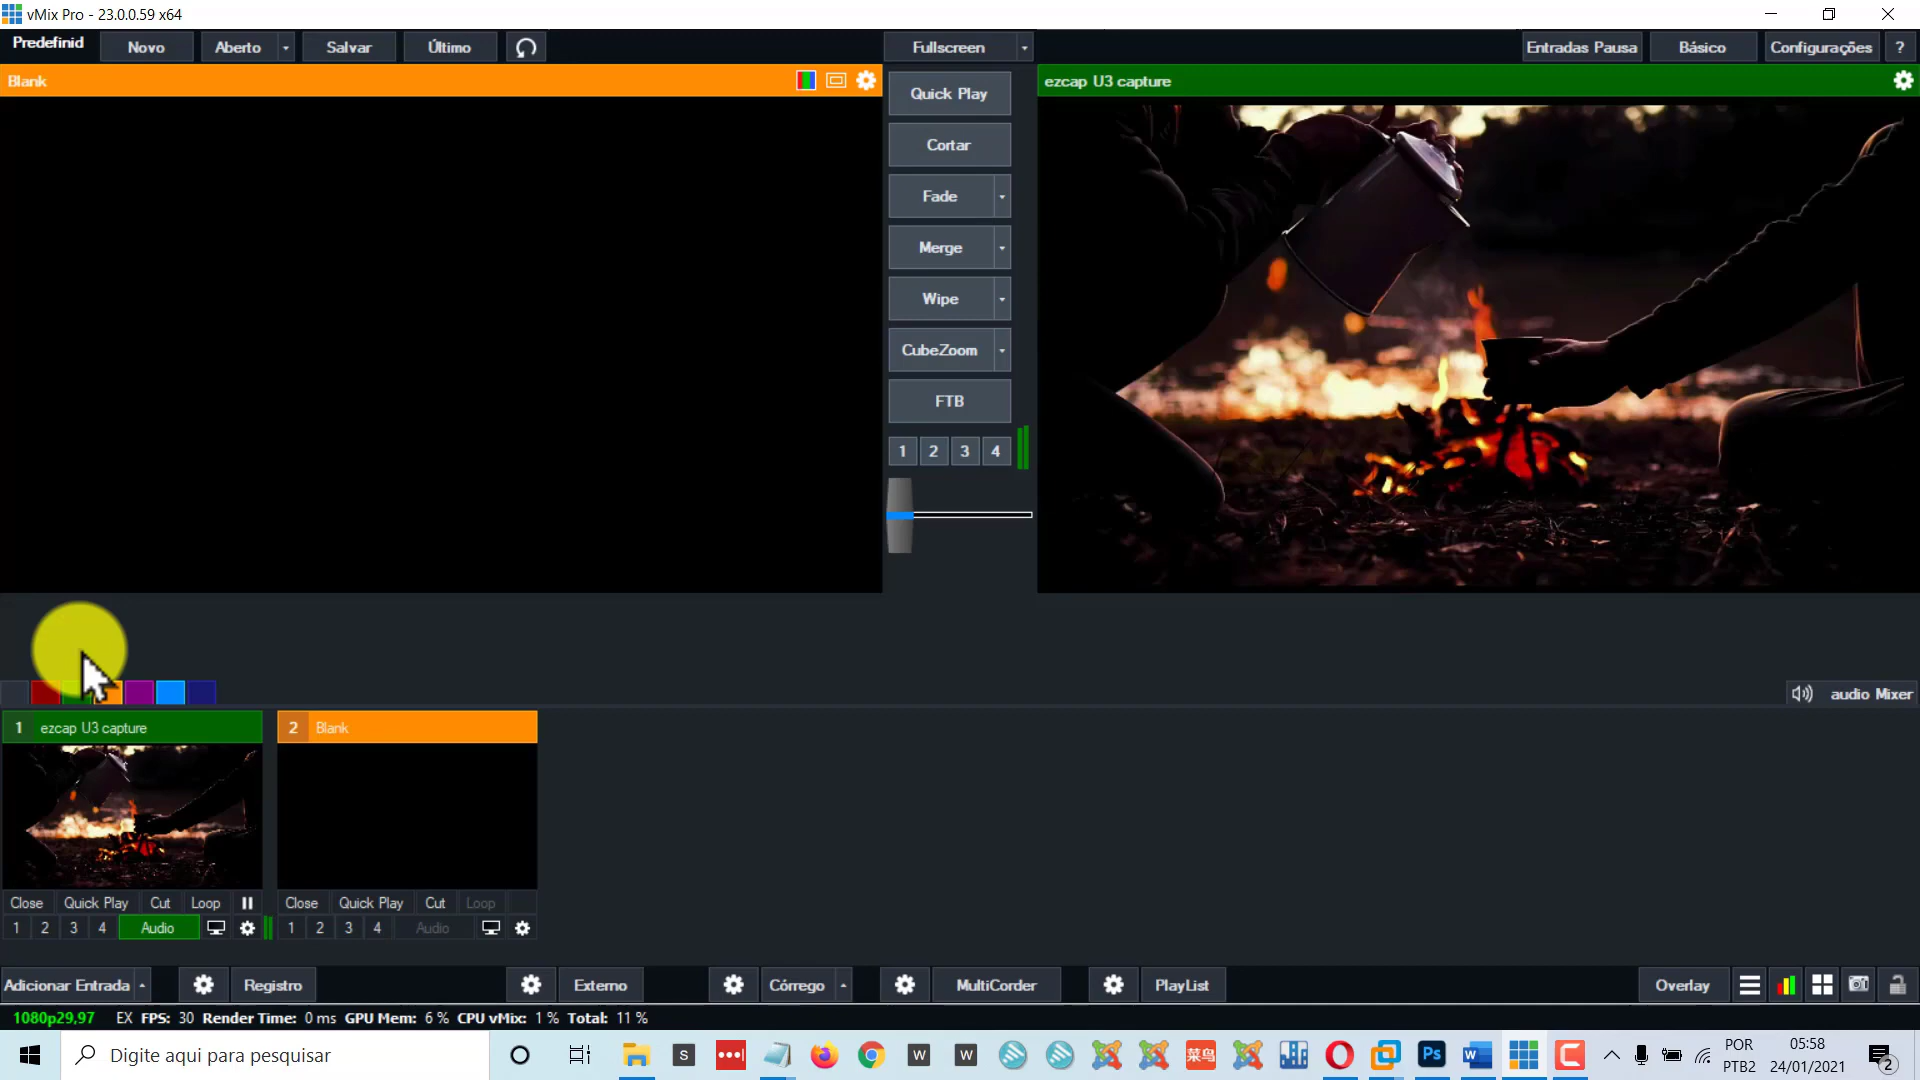 vMix Pro - 23.0.0.59 x64
Predefinid Novo Aberto Salvar Último Fullscreen Entradas Pausa Básico Configurações ?
Blank
ezcap U3 capture
Quick Play
Cortar
Fade
Merge
Wipe
CubeZoom
FTB
1 2 3 4
audio Mixer
1 ezcap U3 capture
2 Blank
Close Quick Play Cut Loop
Close Quick Play Cut Loop
1 2 3 4 Audio
1 2 3 4 Audio
Adicionar Entrada Registro Externo Córrego MultiCorder PlayList Overlay
1080p29,97 EX FPS: 30 Render Time: 0 ms GPU Mem: 6 % CPU vMix: 1 % Total: 11 %
Digite aqui para pesquisar
S W W 菜鸟 Ps W
POR
PTB2
05:58
24/01/2021
2